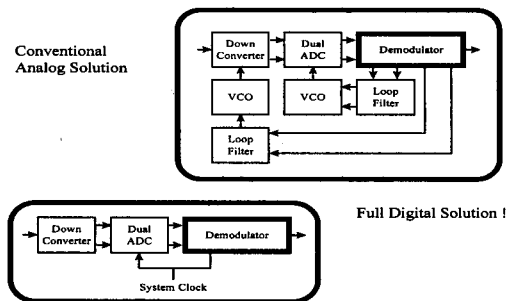 Conventional
Analog Solution
Down
Converter
Dual
ADC
Demodulator
VCO
VCO
Loop
Filter
Loop
Filter
Full Digital Solution !
Down
Converter
Dual
ADC
Demodulator
System Clock